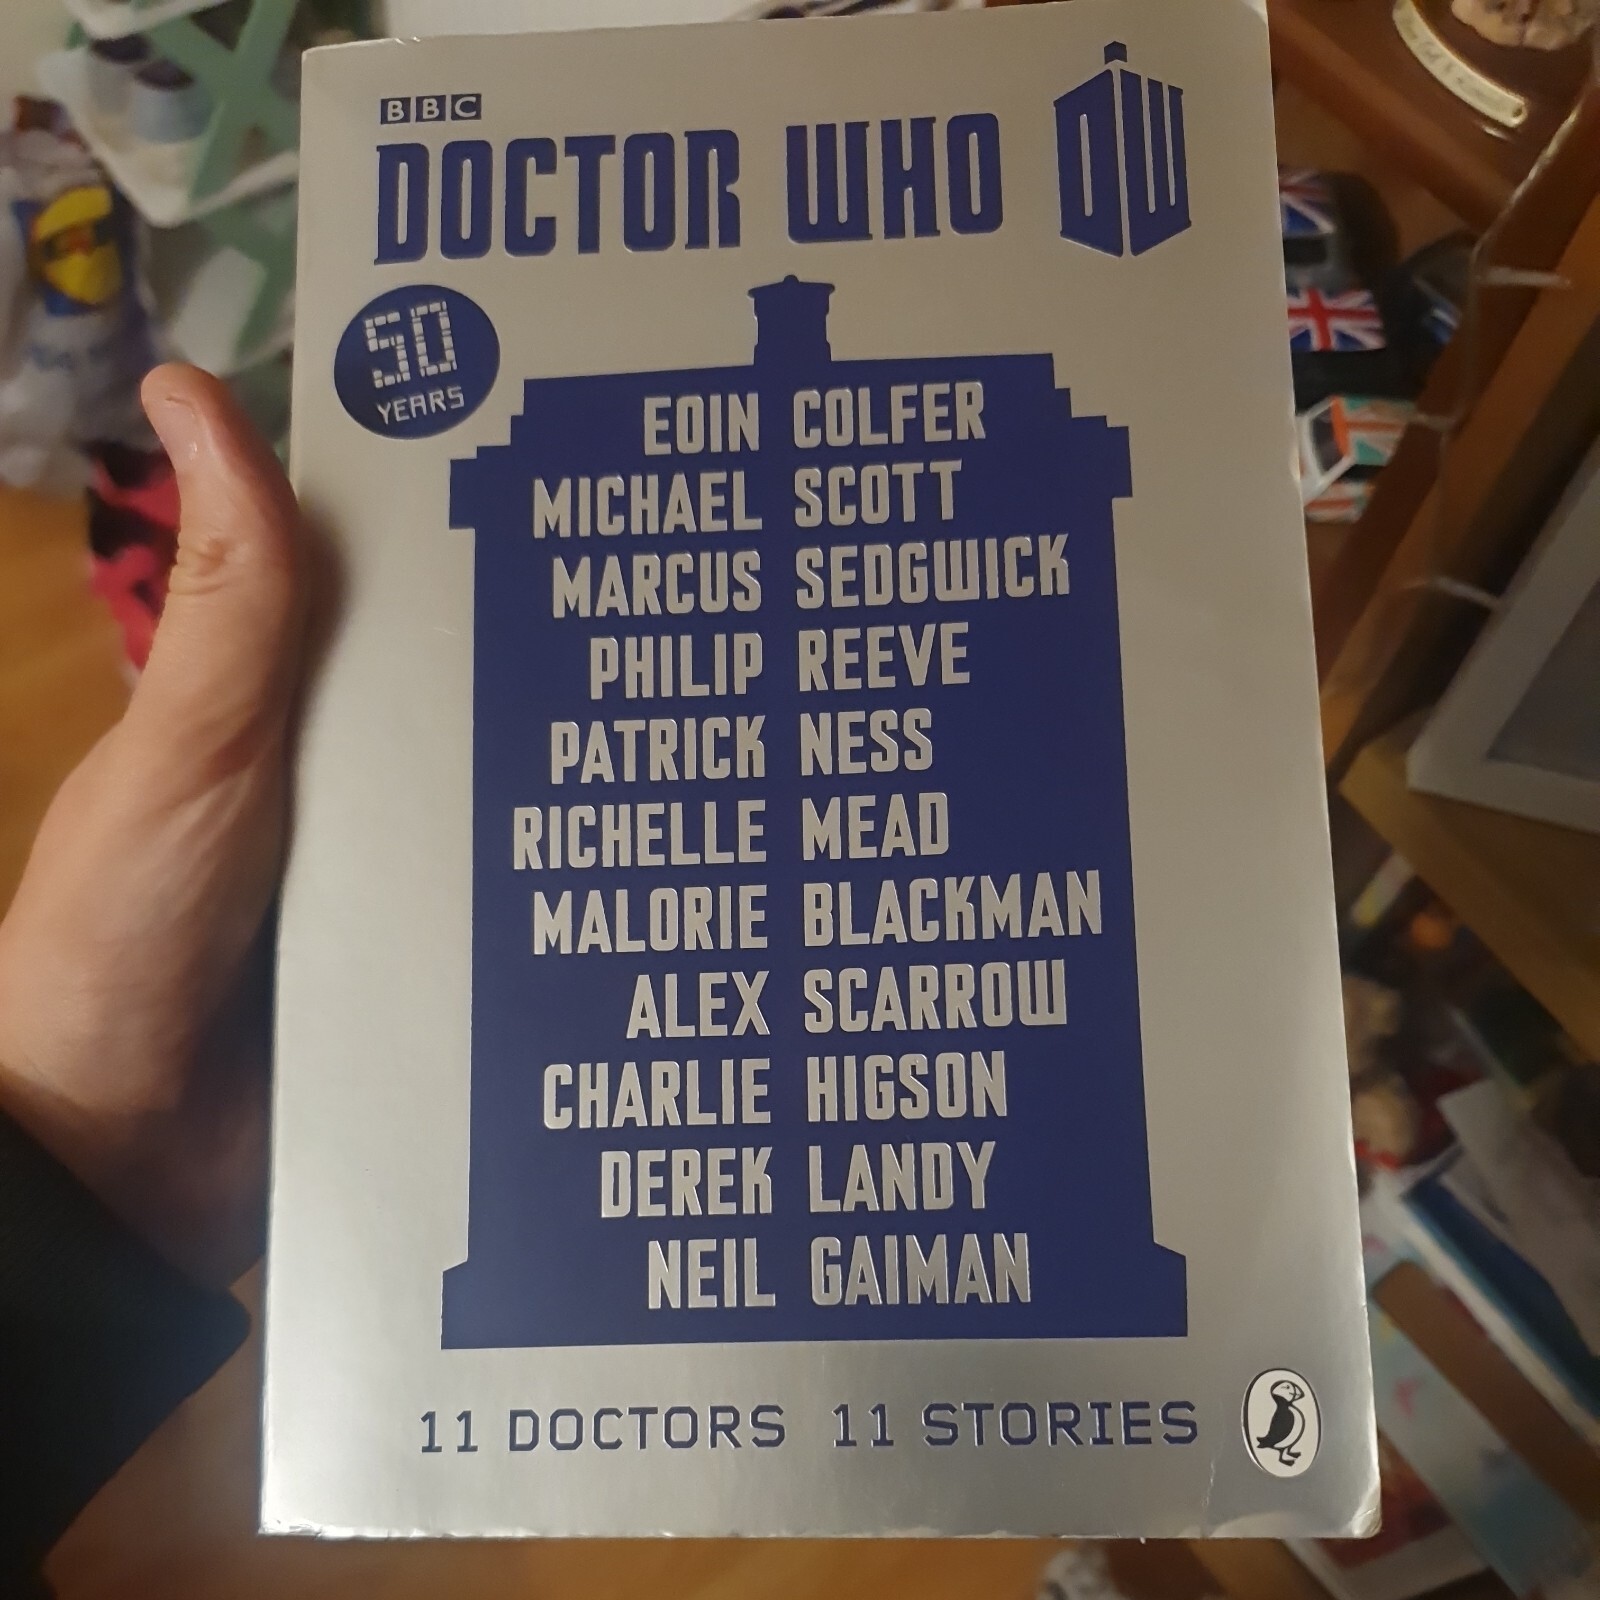 BBC
DOCTOR WHO
DW
50
YEARS
EOIN COLFER
MICHAEL SCOTT
MARCUS SEDGWICK
PHILIP REEVE
PATRICK NESS
RICHELLE MEAD
MALORIE BLACKMAN
ALEX SCARROW
CHARLIE HIGSON
DEREK LANDY
NEIL GAIMAN
11 DOCTORS 11 STORIES